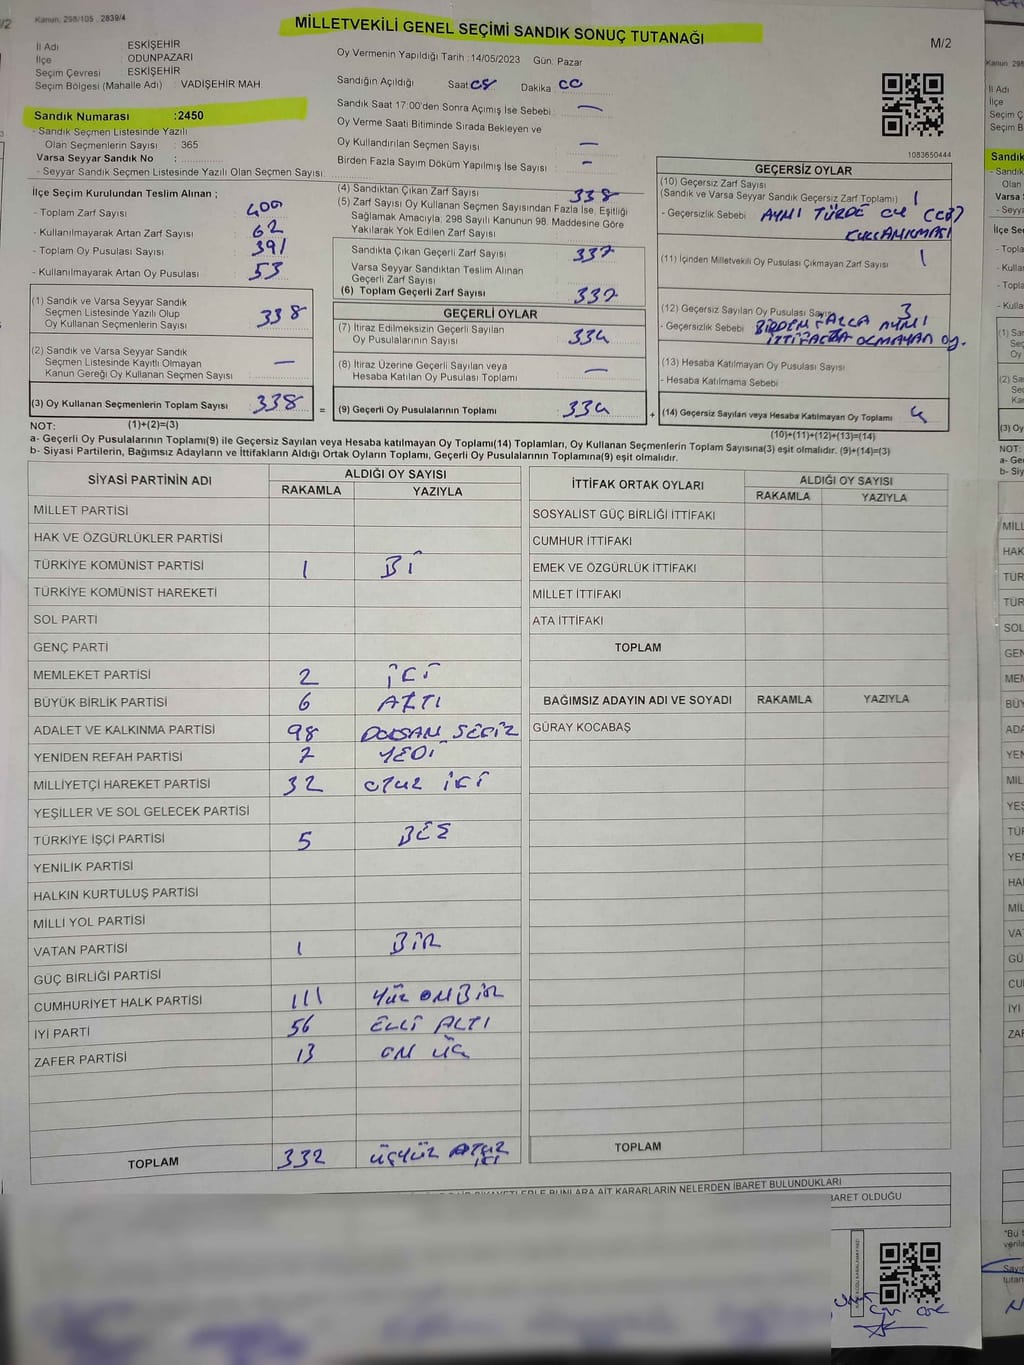 Kanun, 298/105 , 2839/4
MİLLETVEKİLİ GENEL SEÇİMİ SANDIK SONUÇ TUTANAĞI
M/2
İl Adı : ESKİŞEHİR
İlçe : ODUNPAZARI
Seçim Çevresi : ESKİŞEHİR
Seçim Bölgesi (Mahalle Adı) : VADİŞEHİR MAH
Sandık Numarası :2450
- Sandık Seçmen Listesinde Yazılı
Olan Seçmenlerin Sayısı : 365
Varsa Seyyar Sandık No :
- Seyyar Sandık Seçmen Listesinde Yazılı Olan Seçmen Sayısı:
Oy Vermenin Yapıldığı Tarih : 14/05/2023 Gün: Pazar
Sandığın Açıldığı Saat 08 Dakika 00
Sandık Saat 17:00'den Sonra Açımış İse Sebebi : —
Oy Verme Saati Bitiminde Sırada Bekleyen ve
Oy Kullandırılan Seçmen Sayısı : —
Birden Fazla Sayım Döküm Yapılmış İse Sayısı : –
1083650444
İlçe Seçim Kurulundan Teslim Alınan ;
- Toplam Zarf Sayısı : 400
- Kullanılmayarak Artan Zarf Sayısı : 62
- Toplam Oy Pusulası Sayısı : 391
- Kullanılmayarak Artan Oy Pusulası : 53
(4) Sandıktan Çıkan Zarf Sayısı : 338
(5) Zarf Sayısı Oy Kullanan Seçmen Sayısından Fazla İse, Eşitliği
Sağlamak Amacıyla; 298 Sayılı Kanunun 98. Maddesine Göre
Yakılarak Yok Edilen Zarf Sayısı :
Sandıkta Çıkan Geçerli Zarf Sayısı : 337
Varsa Seyyar Sandıktan Teslim Alınan
Geçerli Zarf Sayısı :
(6) Toplam Geçerli Zarf Sayısı : 337
GEÇERSİZ OYLAR
(10) Geçersiz Zarf Sayısı
(Sandık ve Varsa Seyyar Sandık Geçersiz Zarf Toplamı) 1
- Geçersizlik Sebebi : AYNI TÜRDE OY (CB)
KULLANILMASI
(11) İçinden Milletvekili Oy Pusulası Çıkmayan Zarf Sayısı : 1
(12) Geçersiz Sayılan Oy Pusulası Sayısı 3
- Geçersizlik Sebebi : BİRDEN FAZLA AYNI
İTTİFAKTA OLMAYAN OY.
(13) Hesaba Katılmayan Oy Pusulası Sayısı
- Hesaba Katılmama Sebebi
(14) Geçersiz Sayılan veya Hesaba Katılmayan Oy Toplamı 4
(10)+(11)+(12)+(13)=(14)
(1) Sandık ve Varsa Seyyar Sandık
Seçmen Listesinde Yazılı Olup
Oy Kullanan Seçmenlerin Sayısı : 338
(2) Sandık ve Varsa Seyyar Sandık
Seçmen Listesinde Kayıtlı Olmayan
Kanun Gereği Oy Kullanan Seçmen Sayısı : —
(3) Oy Kullanan Seçmenlerin Toplam Sayısı : 338
=
GEÇERLİ OYLAR
(7) İtiraz Edilmeksizin Geçerli Sayılan
Oy Pusulalarının Sayısı : 334
(8) İtiraz Üzerine Geçerli Sayılan veya
Hesaba Katılan Oy Pusulası Toplamı : —
(9) Geçerli Oy Pusulalarının Toplamı : 334
+
NOT: (1)+(2)=(3)
a- Geçerli Oy Pusulalarının Toplamı(9) ile Geçersiz Sayılan veya Hesaba katılmayan Oy Toplamı(14) Toplamları, Oy Kullanan Seçmenlerin Toplam Sayısına(3) eşit olmalıdır. (9)+(14)=(3)
b- Siyasi Partilerin, Bağımsız Adayların ve İttifakların Aldığı Ortak Oyların Toplamı, Geçerli Oy Pusulalarının Toplamına(9) eşit olmalıdır.
SİYASİ PARTİNİN ADI ALDIĞI OY SAYISI
RAKAMLA YAZIYLA
MİLLET PARTİSİ
HAK VE ÖZGÜRLÜKLER PARTİSİ
TÜRKİYE KOMÜNİST PARTİSİ 1 Bİ
TÜRKİYE KOMÜNİST HAREKETİ
SOL PARTİ
GENÇ PARTİ
MEMLEKET PARTİSİ 2 İKİ
BÜYÜK BİRLİK PARTİSİ 6 ALTI
ADALET VE KALKINMA PARTİSİ 98 DOKSAN SEKİZ
YENİDEN REFAH PARTİSİ 7 YEDİ
MİLLİYETÇİ HAREKET PARTİSİ 32 OTUZ İKİ
YEŞİLLER VE SOL GELECEK PARTİSİ
TÜRKİYE İŞÇİ PARTİSİ 5 BEŞ
YENİLİK PARTİSİ
HALKIN KURTULUŞ PARTİSİ
MİLLİ YOL PARTİSİ
VATAN PARTİSİ 1 BİR
GÜÇ BİRLİĞİ PARTİSİ
CUMHURİYET HALK PARTİSİ 111 YÜZ ONBİR
İYİ PARTİ 56 ELLİ ALTI
ZAFER PARTİSİ 13 ON ÜÇ
TOPLAM 332 ÜÇYÜZ OTUZ
İKİ
İTTİFAK ORTAK OYLARI ALDIĞI OY SAYISI
RAKAMLA YAZIYLA
SOSYALİST GÜÇ BİRLİĞİ İTTİFAKI
CUMHUR İTTİFAKI
EMEK VE ÖZGÜRLÜK İTTİFAKI
MİLLET İTTİFAKI
ATA İTTİFAKI
TOPLAM
BAĞIMSIZ ADAYIN ADI VE SOYADI RAKAMLA YAZIYLA
GÜRAY KOCABAŞ
TOPLAM
BUNLARA AİT KARARLARIN NELERDEN İBARET BULUNDUKLARI
İBARET OLDUĞU